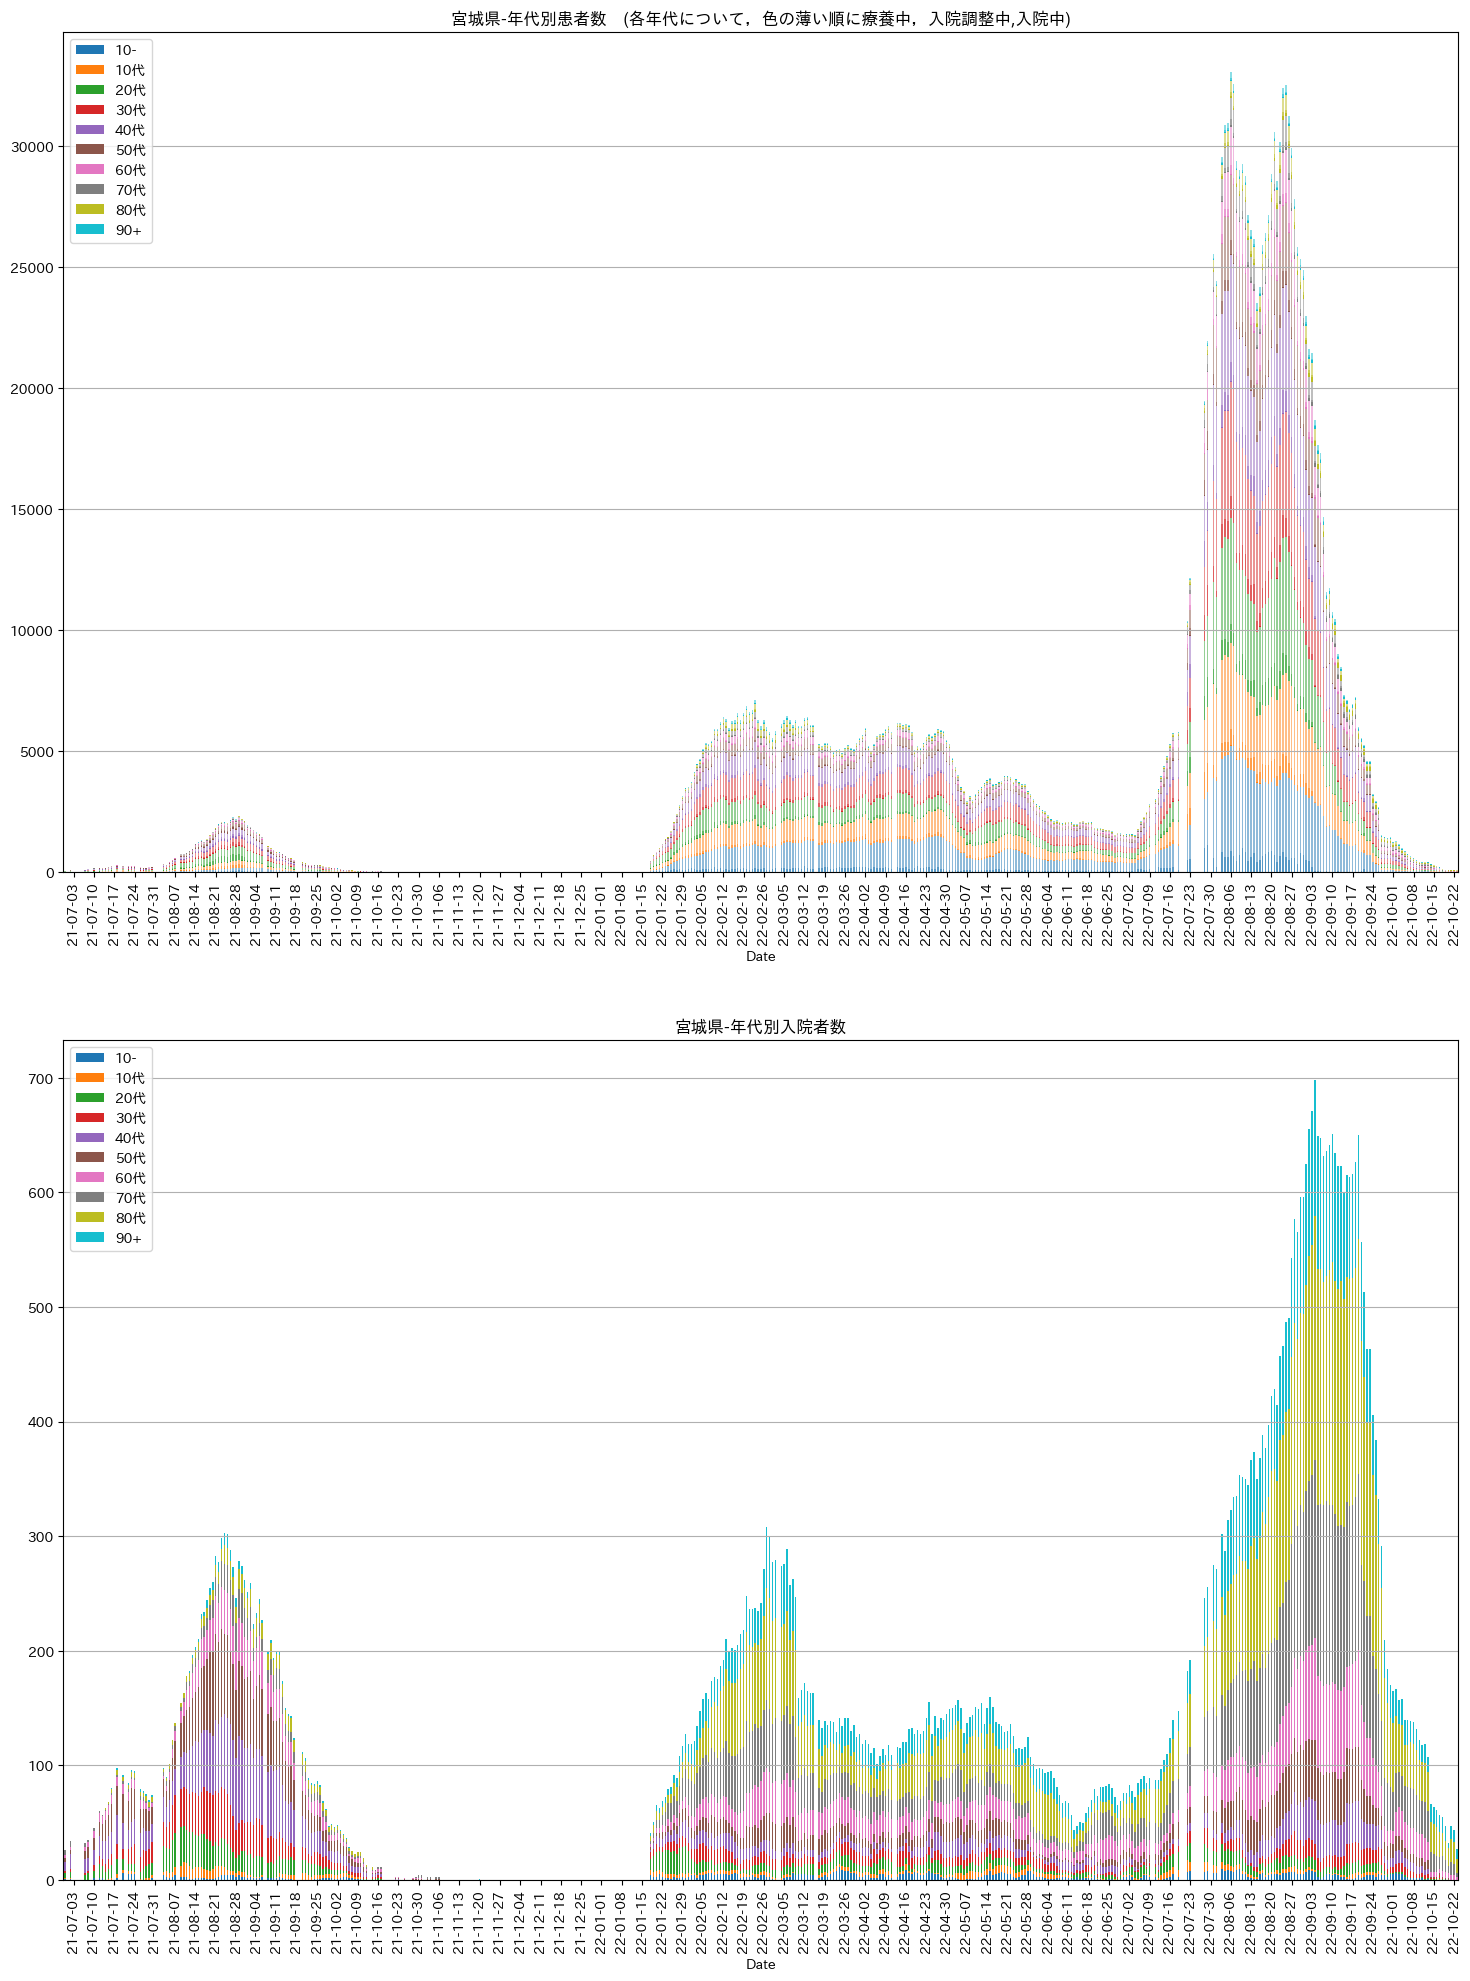 宮城県-年代別患者数　(各年代について，色の薄い順に療養中，入院調整中,入院中)
10-
10代
20代
30代
40代
50代
60代
70代
80代
90+
30000
25000
20000
15000
10000
5000
0
21-07-03 21-07-10 21-07-17 21-07-24 21-07-31 21-08-07 21-08-14 21-08-21 21-08-28 21-09-04 21-09-11 21-09-18 21-09-25 21-10-02 21-10-09 21-10-16 21-10-23 21-10-30 21-11-06 21-11-13 21-11-20 21-11-27 21-12-04 21-12-11 21-12-18 21-12-25 22-01-01 22-01-08 22-01-15 22-01-22 22-01-29 22-02-05 22-02-12 22-02-19 22-02-26 22-03-05 22-03-12 22-03-19 22-03-26 22-04-02 22-04-09 22-04-16 22-04-23 22-04-30 22-05-07 22-05-14 22-05-21 22-05-28 22-06-04 22-06-11 22-06-18 22-06-25 22-07-02 22-07-09 22-07-16 22-07-23 22-07-30 22-08-06 22-08-13 22-08-20 22-08-27 22-09-03 22-09-10 22-09-17 22-09-24 22-10-01 22-10-08 22-10-15 22-10-22
Date
宮城県-年代別入院者数
10-
10代
20代
30代
40代
50代
60代
70代
80代
90+
700
600
500
400
300
200
100
0
21-07-03 21-07-10 21-07-17 21-07-24 21-07-31 21-08-07 21-08-14 21-08-21 21-08-28 21-09-04 21-09-11 21-09-18 21-09-25 21-10-02 21-10-09 21-10-16 21-10-23 21-10-30 21-11-06 21-11-13 21-11-20 21-11-27 21-12-04 21-12-11 21-12-18 21-12-25 22-01-01 22-01-08 22-01-15 22-01-22 22-01-29 22-02-05 22-02-12 22-02-19 22-02-26 22-03-05 22-03-12 22-03-19 22-03-26 22-04-02 22-04-09 22-04-16 22-04-23 22-04-30 22-05-07 22-05-14 22-05-21 22-05-28 22-06-04 22-06-11 22-06-18 22-06-25 22-07-02 22-07-09 22-07-16 22-07-23 22-07-30 22-08-06 22-08-13 22-08-20 22-08-27 22-09-03 22-09-10 22-09-17 22-09-24 22-10-01 22-10-08 22-10-15 22-10-22
Date